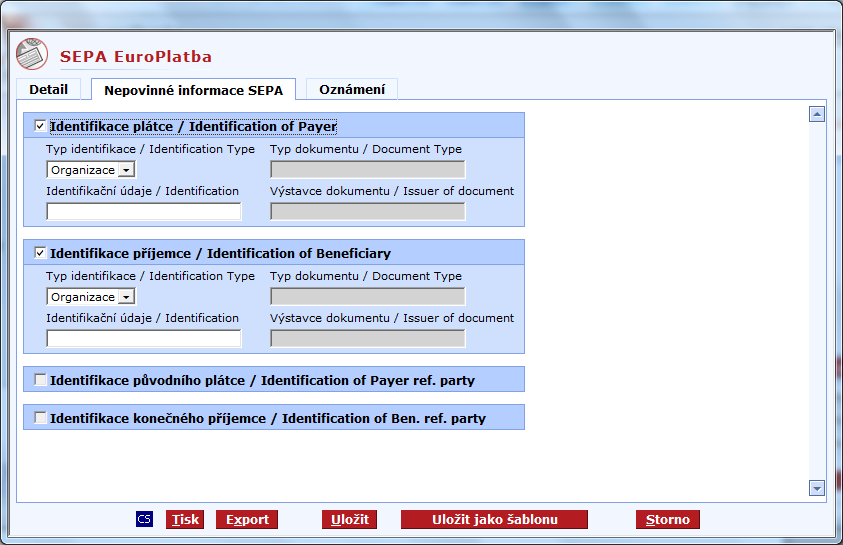 SEPA EuroPlatba
Detail Nepovinné informace SEPA Oznámení
Identifikace plátce / Identification of Payer
Typ identifikace / Identification Type Typ dokumentu / Document Type
Organizace
Identifikační údaje / Identification Výstavce dokumentu / Issuer of document
Identifikace příjemce / Identification of Beneficiary
Typ identifikace / Identification Type Typ dokumentu / Document Type
Organizace
Identifikační údaje / Identification Výstavce dokumentu / Issuer of document
Identifikace původního plátce / Identification of Payer ref. party
Identifikace konečného příjemce / Identification of Ben. ref. party
CS Tisk Export Uložit Uložit jako šablonu Storno